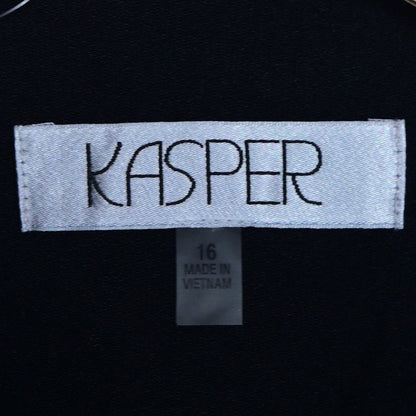 KASPER
16
MADE IN
VIETNAM